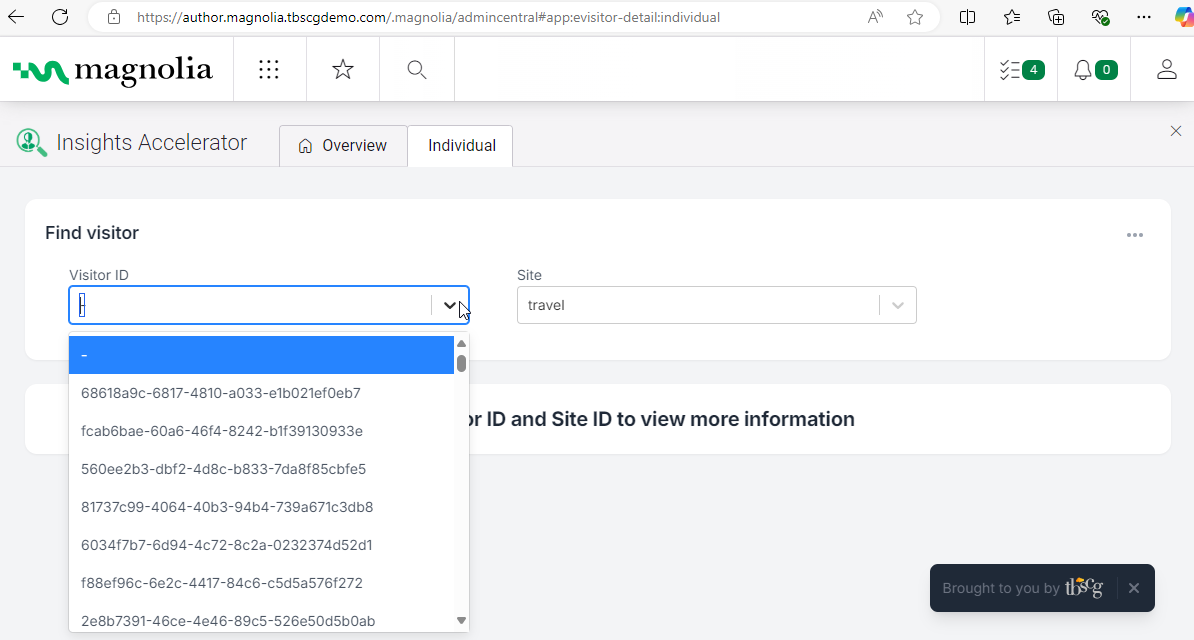 https://author.magnolia.tbscgdemo.com/.magnolia/admincentral#app:evisitor-detail:individual
magnolia
4
0
Insights Accelerator
Overview
Individual
Find visitor
Visitor ID
Site
-
travel
-
68618a9c-6817-4810-a033-e1b021ef0eb7
fcab6bae-60a6-46f4-8242-b1f39130933e
or ID and Site ID to view more information
560ee2b3-dbf2-4d8c-b833-7da8f85cbfe5
81737c99-4064-40b3-94b4-739a671c3db8
6034f7b7-6d94-4c72-8c2a-0232374d52d1
f88ef96c-6e2c-4417-84c6-c5d5a576f272
2e8b7391-46ce-4e46-89c5-526e50d5b0ab
Brought to you by tbscg